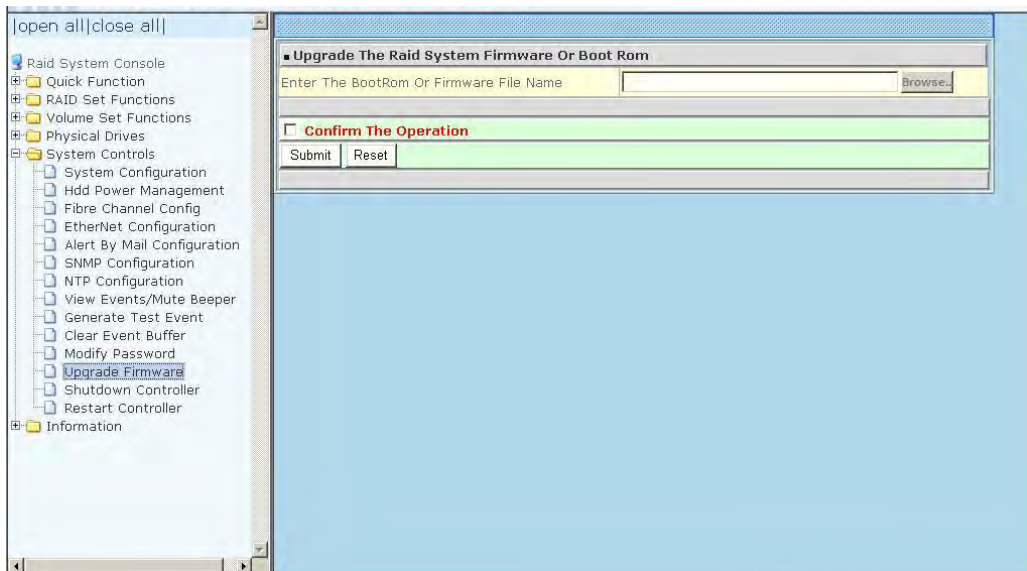 |open all|close all|
Raid System Console
Quick Function
RAID Set Functions
Volume Set Functions
Physical Drives
System Controls
System Configuration
Hdd Power Management
Fibre Channel Config
EtherNet Configuration
Alert By Mail Configuration
SNMP Configuration
NTP Configuration
View Events/Mute Beeper
Generate Test Event
Clear Event Buffer
Modify Password
Upgrade Firmware
Shutdown Controller
Restart Controller
Information
Upgrade The Raid System Firmware Or Boot Rom
Enter The BootRom Or Firmware File Name
Browse..
Confirm The Operation
Submit Reset